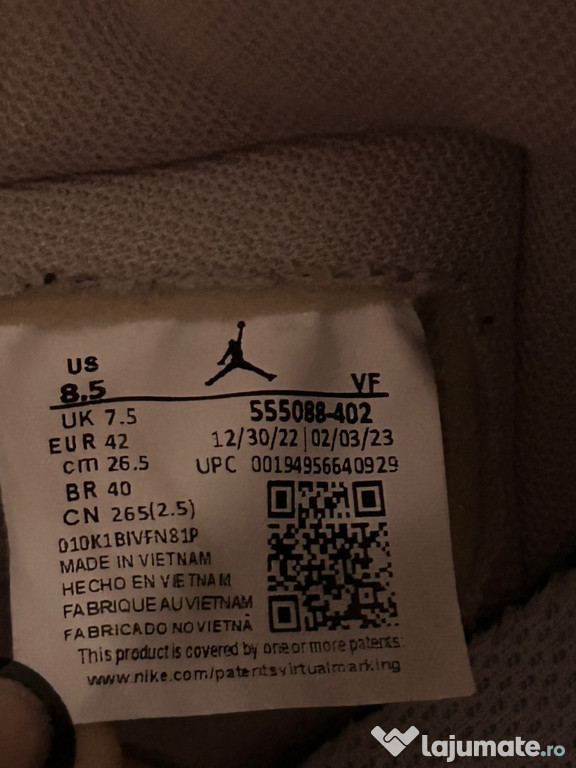 US
8.5 VF
UK 7.5 555088-402
EUR 42 12/30/22 | 02/03/23
cm 26.5 UPC 00194956640929
BR 40
CN 265(2.5)
010K1BIVFN81P
MADE IN VIETNAM
HECHO EN VIETNAM
FABRIQUE AU VIETNAM
FABRICADO NO VIETNÃ
This product is covered by one or more patents:
www.nike.com/patentsvirtualmarking
lajumate.ro